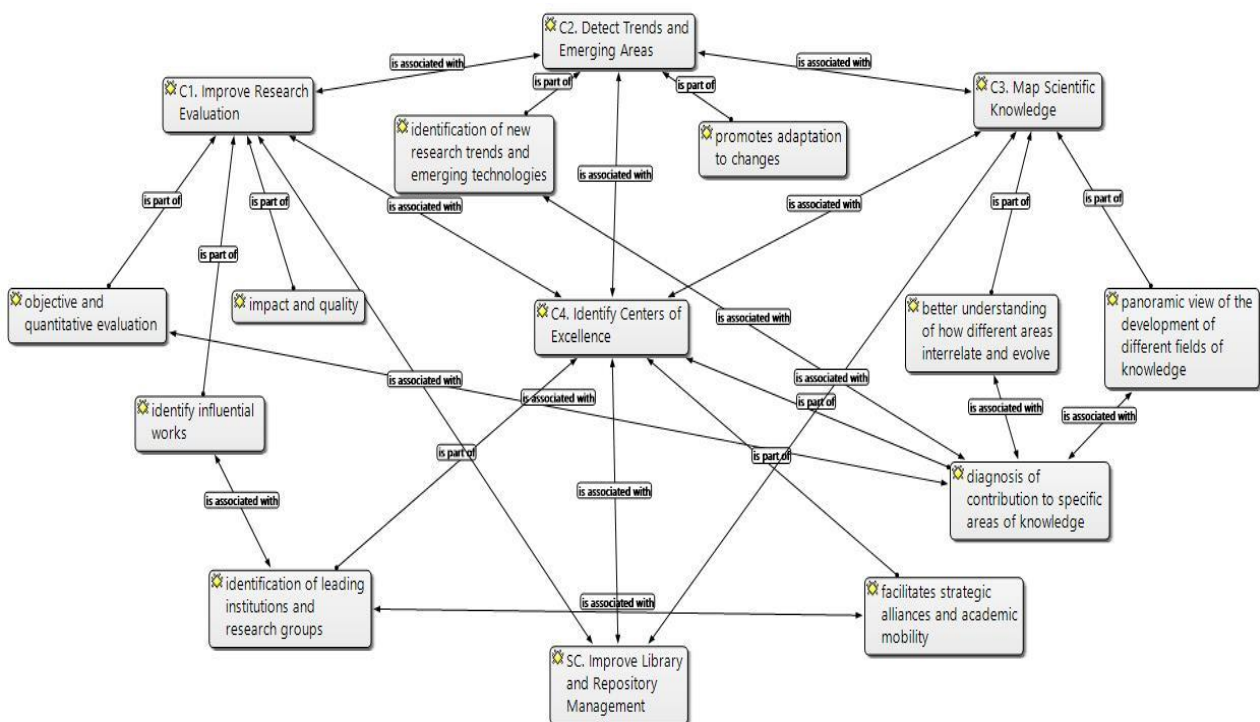 C2. Detect Trends and
Emerging Areas
is associated with
is associated with
is part of
is part of
C1. Improve Research
Evaluation
C3. Map Scientific
Knowledge
identification of new
research trends and
emerging technologies
promotes adaptation
to changes
is associated with
is part of
is associated with
is part of
is associated with
is part of
is part of
is part of
objective and
quantitative evaluation
impact and quality
C4. Identify Centers of
Excellence
better understanding
of how different areas
interrelate and evolve
panoramic view of the
development of
different fields of
knowledge
is associated with
is associated with
is associated with
is associated with
is part of
is associated with
is associated with
identify influential
works
is part of
is part of
diagnosis of
contribution to specific
areas of knowledge
is associated with
is associated with
identification of leading
institutions and
research groups
is associated with
facilitates strategic
alliances and academic
mobility
SC. Improve Library
and Repository
Management